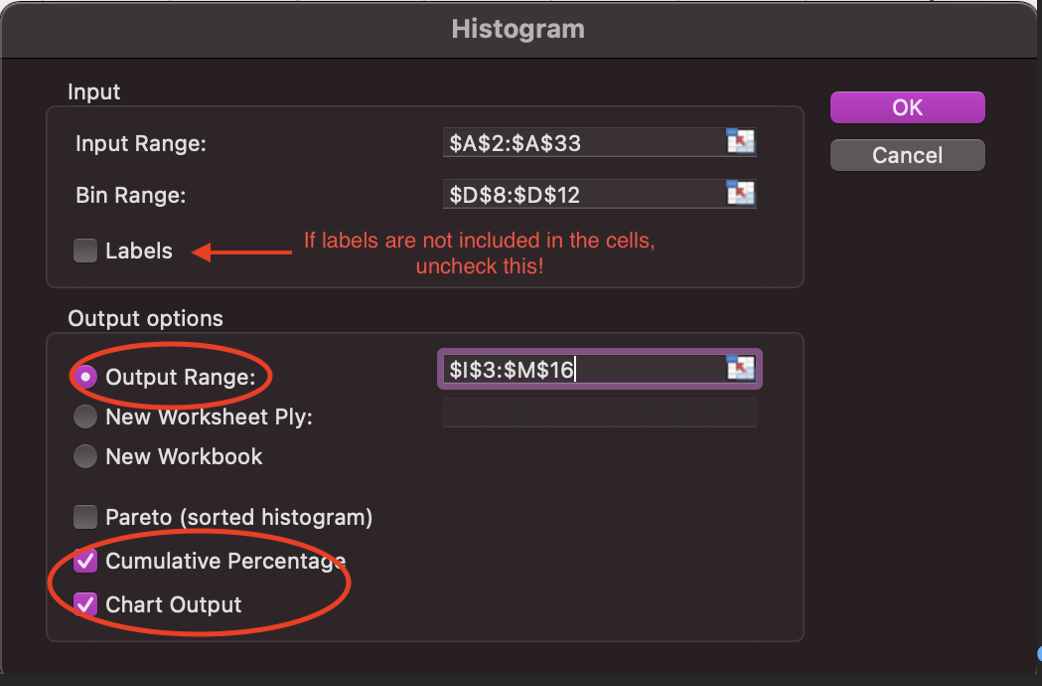 Histogram
Input
OK
Input Range: $A$2:$A$33
Cancel
Bin Range: $D$8:$D$12
Labels
If labels are not included in the cells,
uncheck this!
Output options
Output Range: $I$3:$M$16
New Worksheet Ply:
New Workbook
Pareto (sorted histogram)
Cumulative Percentage
Chart Output